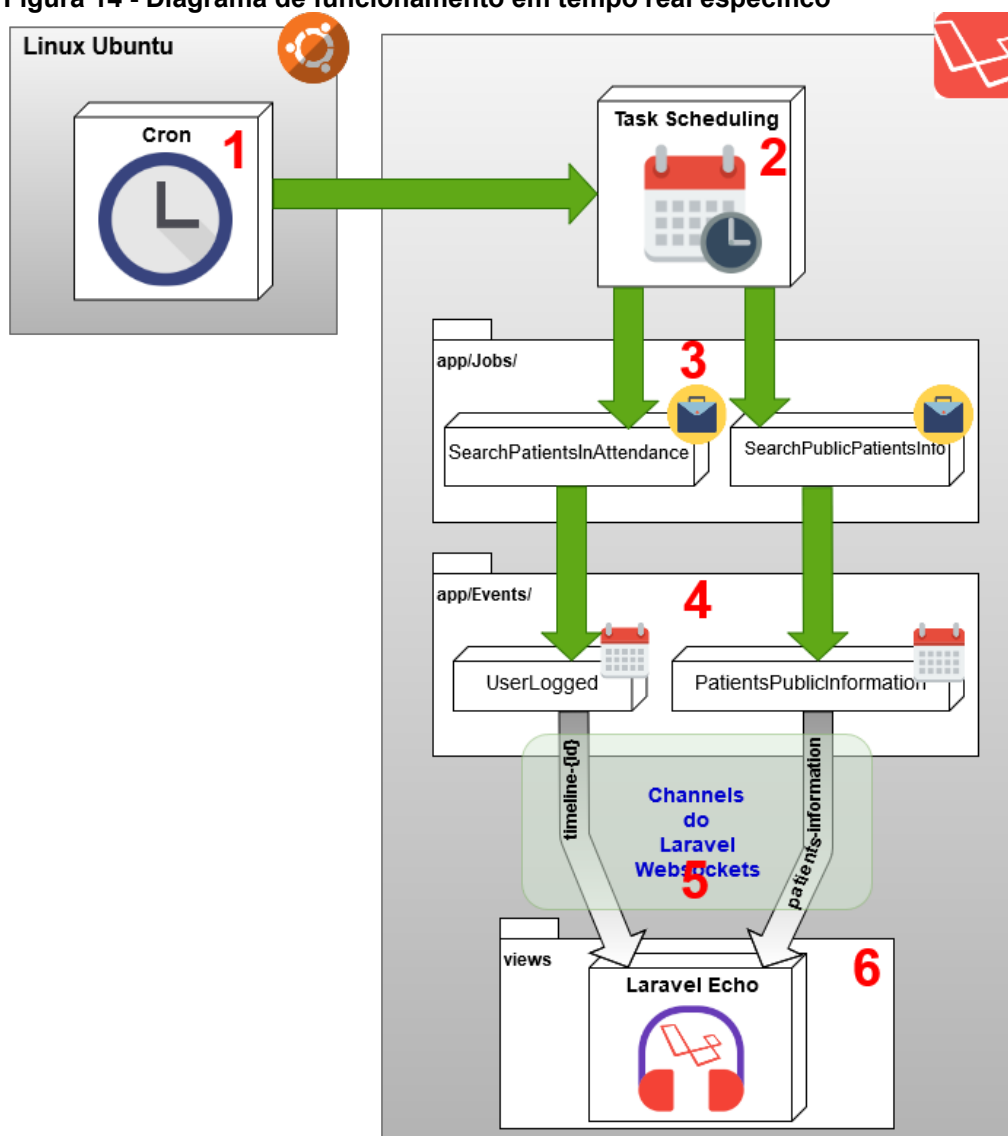 Figura 14 - Diagrama de funcionamento em tempo real específico
Linux Ubuntu
Cron
1
Task Scheduling
2
app/Jobs/
3
SearchPatientsInAttendance
SearchPublicPatientsInfo
app/Events/
4
UserLogged
PatientsPublicInformation
timeline-{id}
patients-information
Channels
do
Laravel
Websockets
5
views
6
Laravel Echo